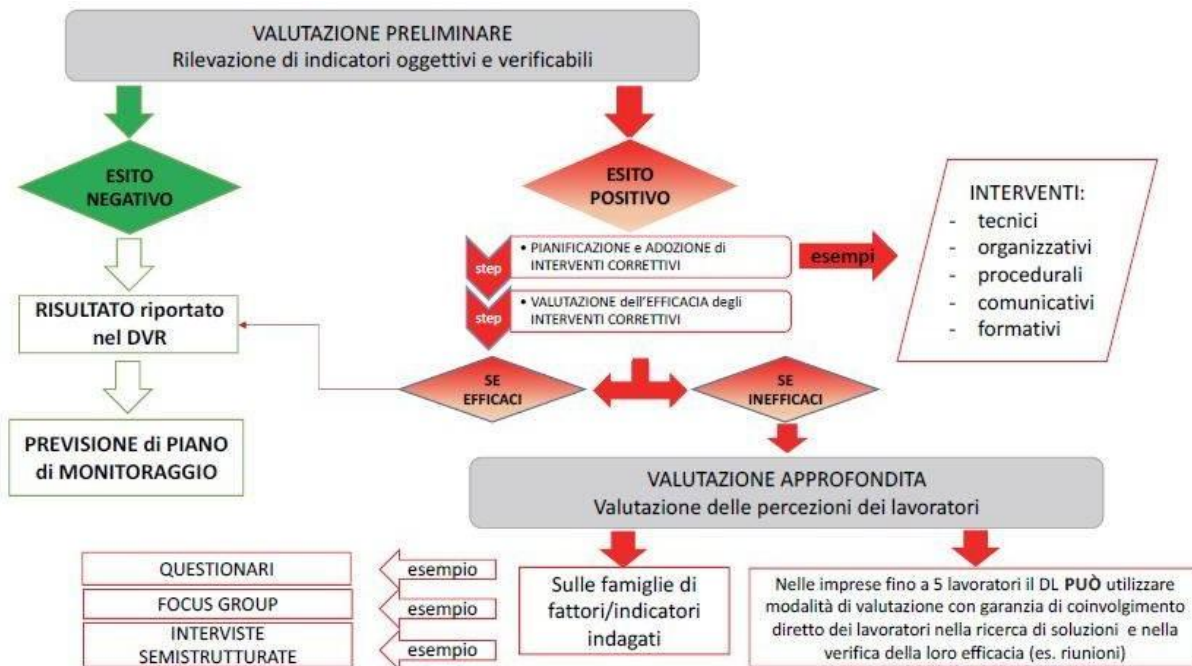 VALUTAZIONE PRELIMINARE
Rilevazione di indicatori oggettivi e verificabili
ESITO
NEGATIVO
ESITO
POSITIVO
RISULTATO riportato
nel DVR
PREVISIONE di PIANO
di MONITORAGGIO
step
• PIANIFICAZIONE e ADOZIONE di
INTERVENTI CORRETTIVI
esempi
INTERVENTI:
- tecnici
- organizzativi
- procedurali
- comunicativi
- formativi
step
• VALUTAZIONE dell'EFFICACIA degli
INTERVENTI CORRETTIVI
SE
EFFICACI
SE
INEFFICACI
VALUTAZIONE APPROFONDITA
Valutazione delle percezioni dei lavoratori
QUESTIONARI
esempio
FOCUS GROUP
esempio
INTERVISTE
SEMISTRUTTURATE
esempio
Sulle famiglie di
fattori/indicatori
indagati
Nelle imprese fino a 5 lavoratori il DL PUÒ utilizzare
modalità di valutazione con garanzia di coinvolgimento
diretto dei lavoratori nella ricerca di soluzioni e nella
verifica della loro efficacia (es. riunioni)